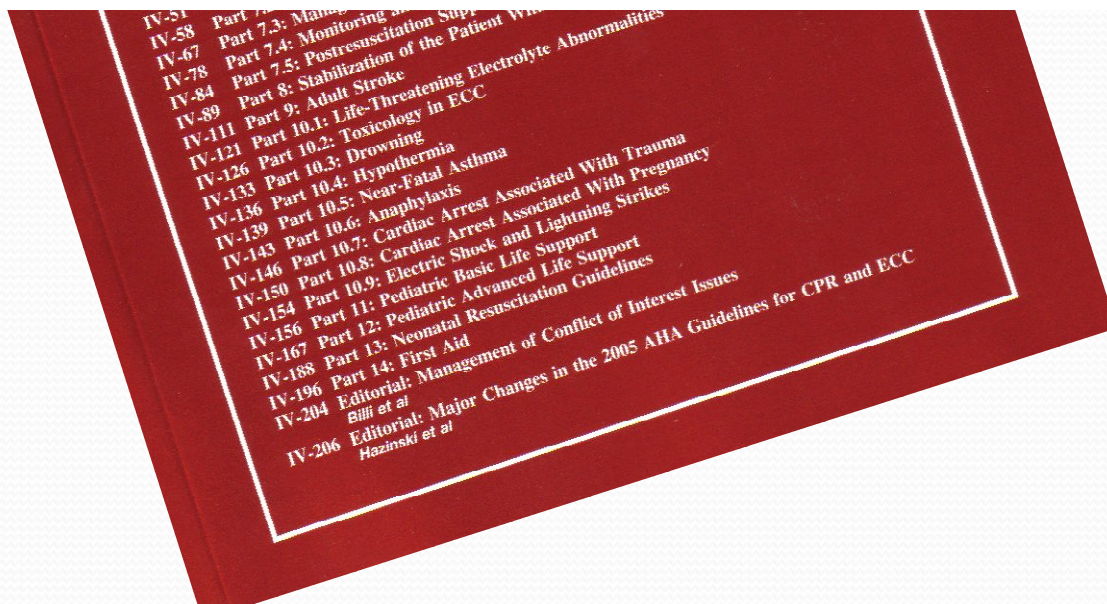 IV-51 Part 7.2
IV-58 Part 7.3:
IV-67 Part 7.4: Monitoring
IV-78 Part 7.5: Postresuscitation
IV-84 Part 8: Stabilization of the Patient
IV-89 Part 9: Adult Stroke
IV-111 Part 10.1: Life-Threatening Electrolyte Abnormalities
IV-121 Part 10.2: Toxicology in ECC
IV-126 Part 10.3: Drowning
IV-133 Part 10.4: Hypothermia
IV-136 Part 10.5: Near-Fatal Asthma
IV-139 Part 10.6: Anaphylaxis
IV-143 Part 10.7: Cardiac Arrest Associated With Trauma
IV-146 Part 10.8: Cardiac Arrest Associated With Pregnancy
IV-150 Part 10.9: Electric Shock and Lightning Strikes
IV-154 Part 11: Pediatric Basic Life Support
IV-156 Part 12: Pediatric Advanced Life Support
IV-167 Part 13: Neonatal Resuscitation Guidelines
IV-188 Part 14: First Aid
IV-196 Editorial: Management of Conflict of Interest Issues
IV-204 Billi et al
Editorial: Major Changes in the 2005 AHA Guidelines for CPR and ECC
IV-206 Hazinski et al